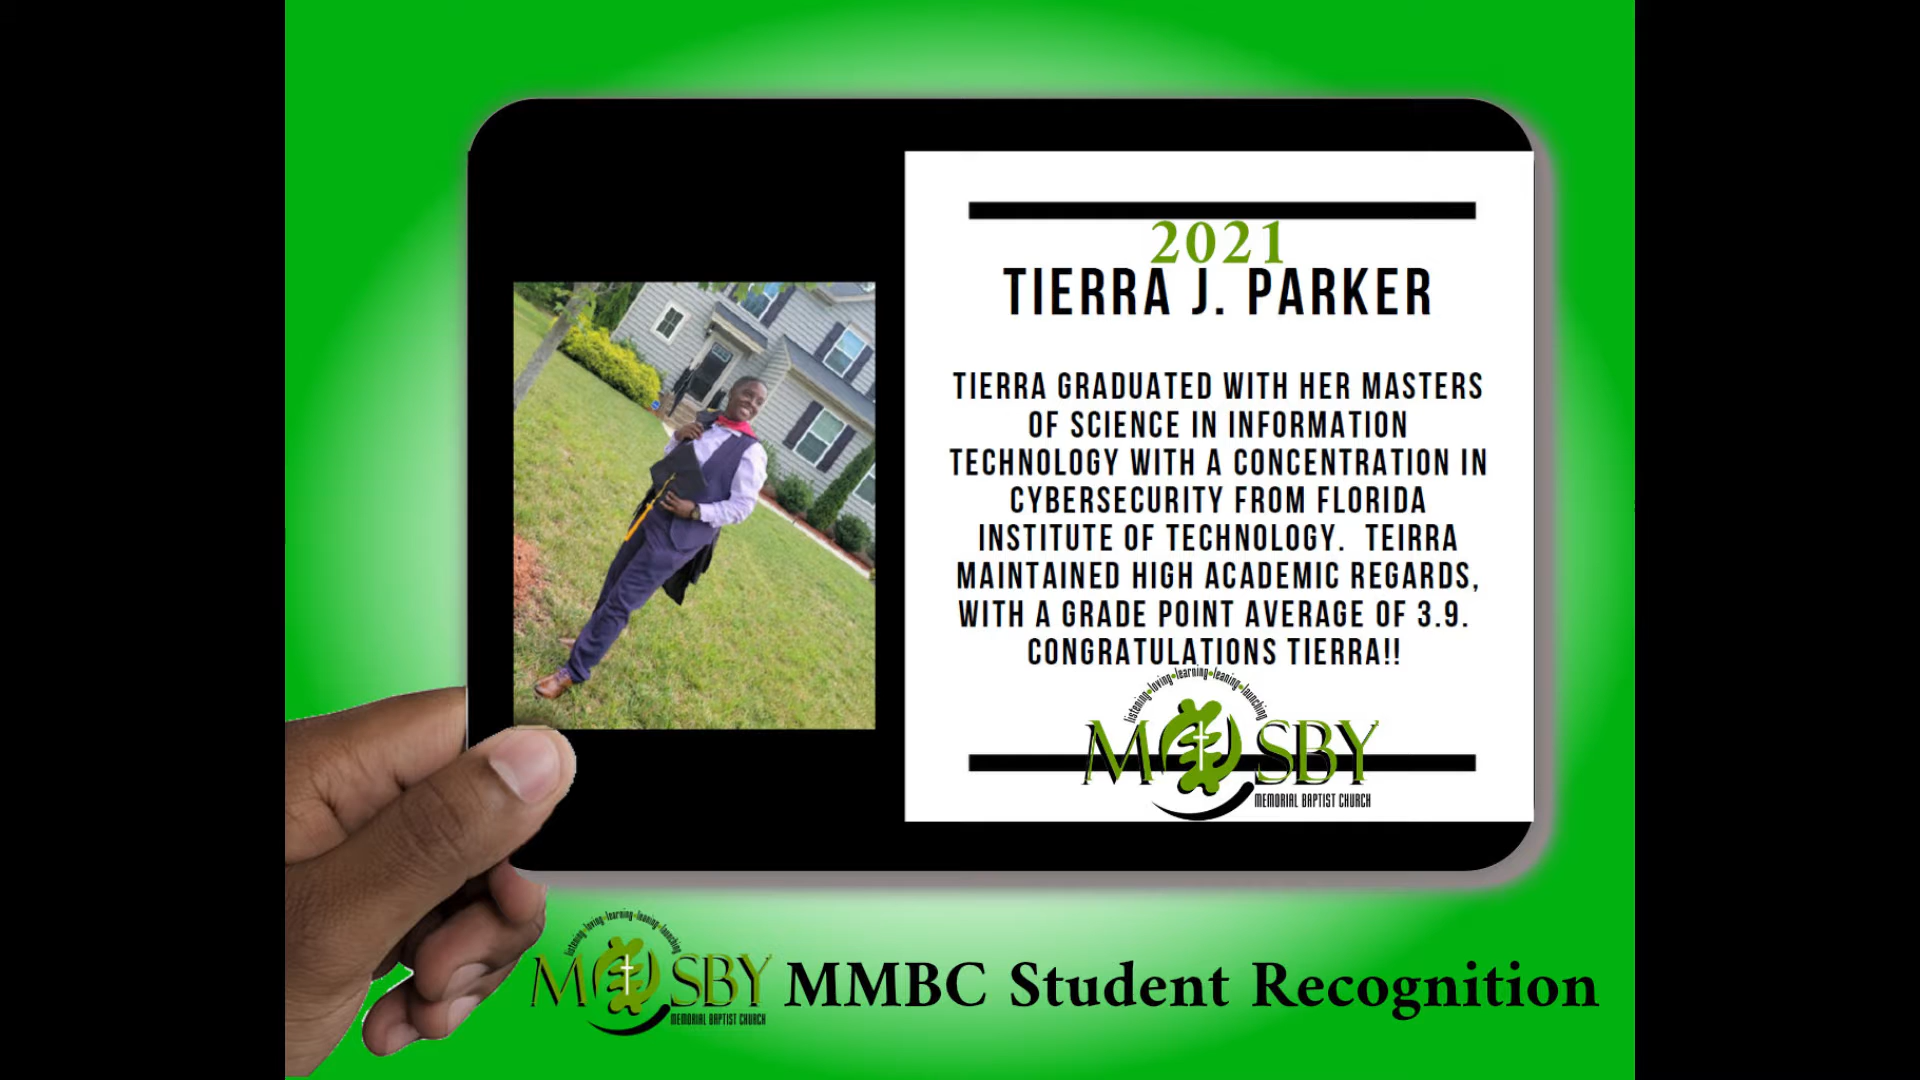 2021
TIERRA J. PARKER
TIERRA GRADUATED WITH HER MASTERS
OF SCIENCE IN INFORMATION
TECHNOLOGY WITH A CONCENTRATION IN
CYBERSECURITY FROM FLORIDA
INSTITUTE OF TECHNOLOGY. TEIRRA
MAINTAINED HIGH ACADEMIC REGARDS,
WITH A GRADE POINT AVERAGE OF 3.9.
CONGRATULATIONS TIERRA!!
listening•loving•learning•leaning•launching
MOSBY
MEMORIAL BAPTIST CHURCH
listening•loving•learning•leaning•launching
MOSBY
MEMORIAL BAPTIST CHURCH
MMBC Student Recognition